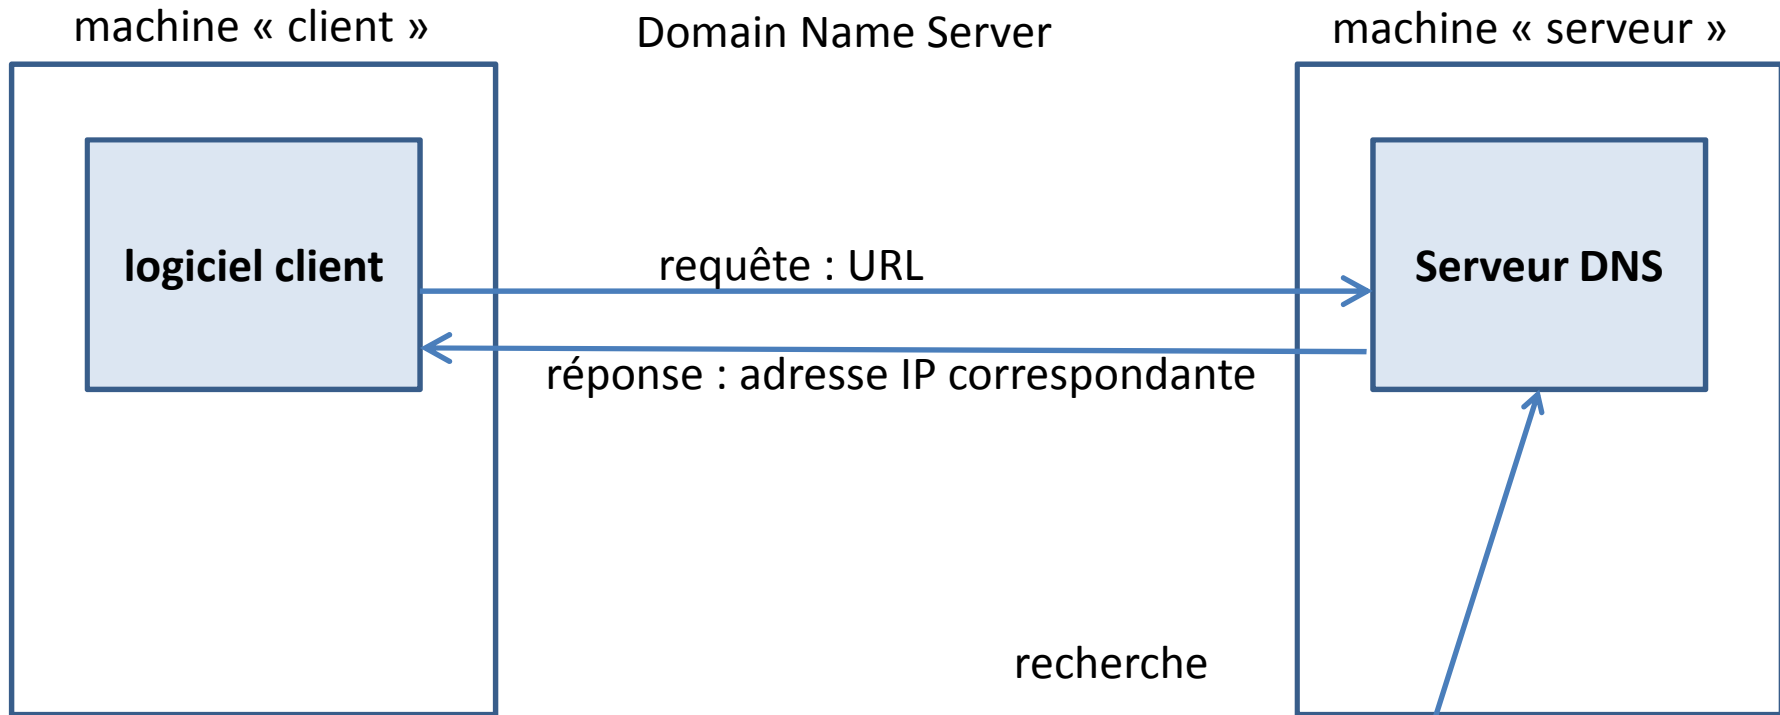 machine « client »
Domain Name Server
machine « serveur »
logiciel client
requête : URL
Serveur DNS
réponse : adresse IP correspondante
recherche